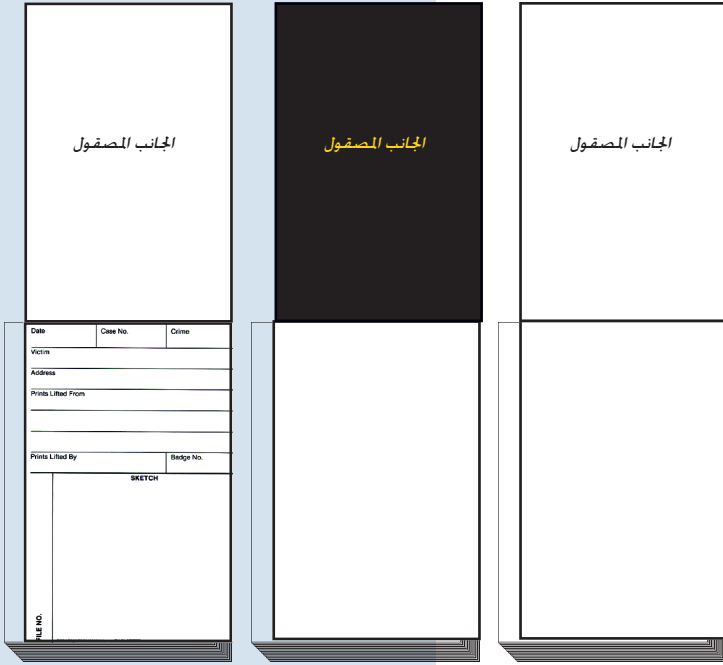 الجانب المصقول
الجانب المصقول
الجانب المصقول
Date Case No. Crime
Victim
Address
Prints Lifted From
Prints Lifted By Badge No.
SKETCH
FILE NO.